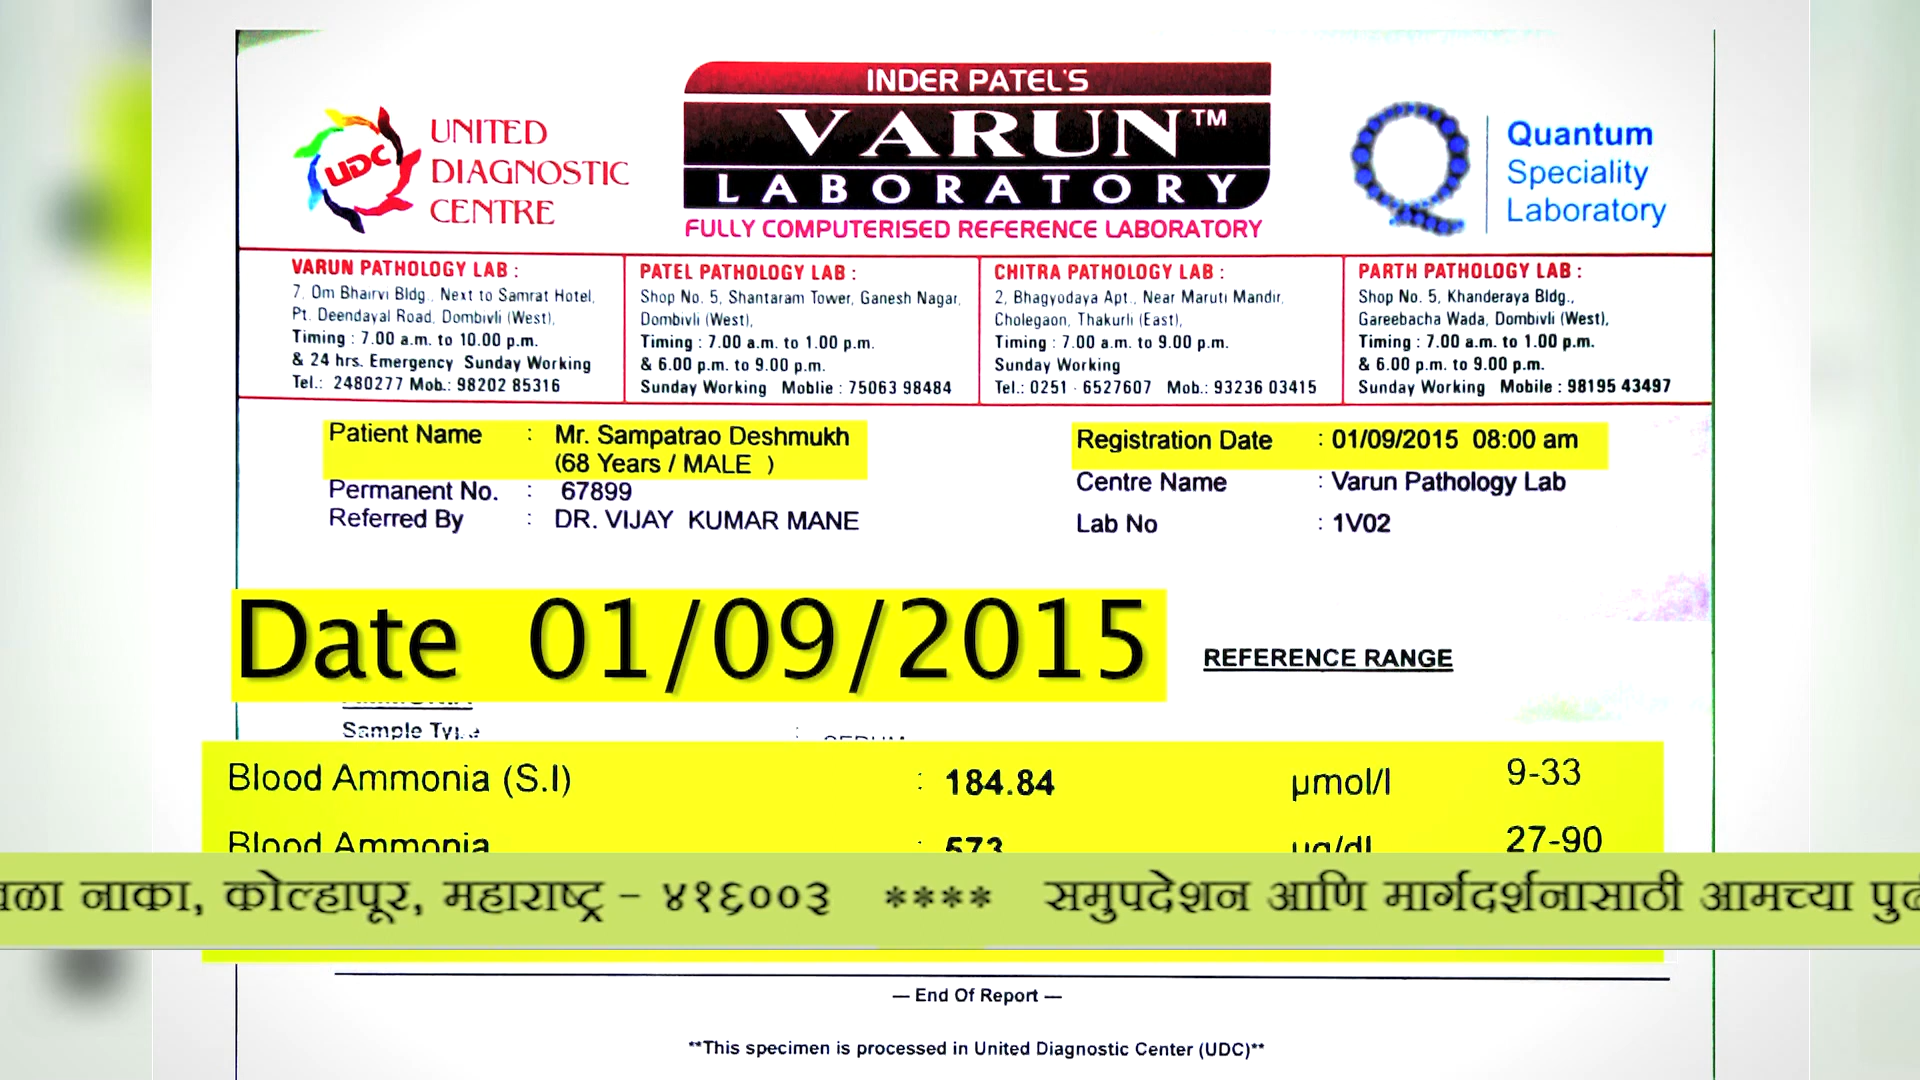 INDER PATEL'S
VARUN™
LABORATORY
FULLY COMPUTERISED REFERENCE LABORATORY
UDC
UNITED
DIAGNOSTIC
CENTRE
Quantum
Speciality
Laboratory
VARUN PATHOLOGY LAB :
7, Om Bhairvi Bldg., Next to Samrat Hotel,
Pt. Deendayal Road, Dombivli (West),
Timing : 7.00 a.m. to 10.00 p.m.
& 24 hrs. Emergency Sunday Working
Tel.: 2480277 Mob.: 98202 85316
PATEL PATHOLOGY LAB :
Shop No. 5, Shantaram Tower, Ganesh Nagar,
Dombivli (West),
Timing : 7.00 a.m. to 1.00 p.m.
& 6.00 p.m. to 9.00 p.m.
Sunday Working Moblie : 75063 98484
CHITRA PATHOLOGY LAB :
2, Bhagyodaya Apt., Near Maruti Mandir,
Cholegaon, Thakurli (East),
Timing : 7.00 a.m. to 9.00 p.m.
Sunday Working
Tel.: 0251 - 6527607 Mob.: 93236 03415
PARTH PATHOLOGY LAB :
Shop No. 5, Khanderaya Bldg.,
Gareebacha Wada, Dombivli (West),
Timing : 7.00 a.m. to 1.00 p.m.
& 6.00 p.m. to 9.00 p.m.
Sunday Working Mobile : 98195 43497
Patient Name : Mr. Sampatrao Deshmukh
(68 Years / MALE )
Permanent No. : 67899
Referred By : DR. VIJAY KUMAR MANE
Registration Date : 01/09/2015 08:00 am
Centre Name : Varun Pathology Lab
Lab No : 1V02
Date 01/09/2015
REFERENCE RANGE
Sample Type :
Blood Ammonia (S.I) : 184.84 µmol/l 9-33
Blood Ammonia : 573 ug/dl 27-90
नाका, कोल्हापूर, महाराष्ट्र - ४१६००३ **** समुपदेशन आणि मार्गदर्शनासाठी आमच्या
— End Of Report —
**This specimen is processed in United Diagnostic Center (UDC)**